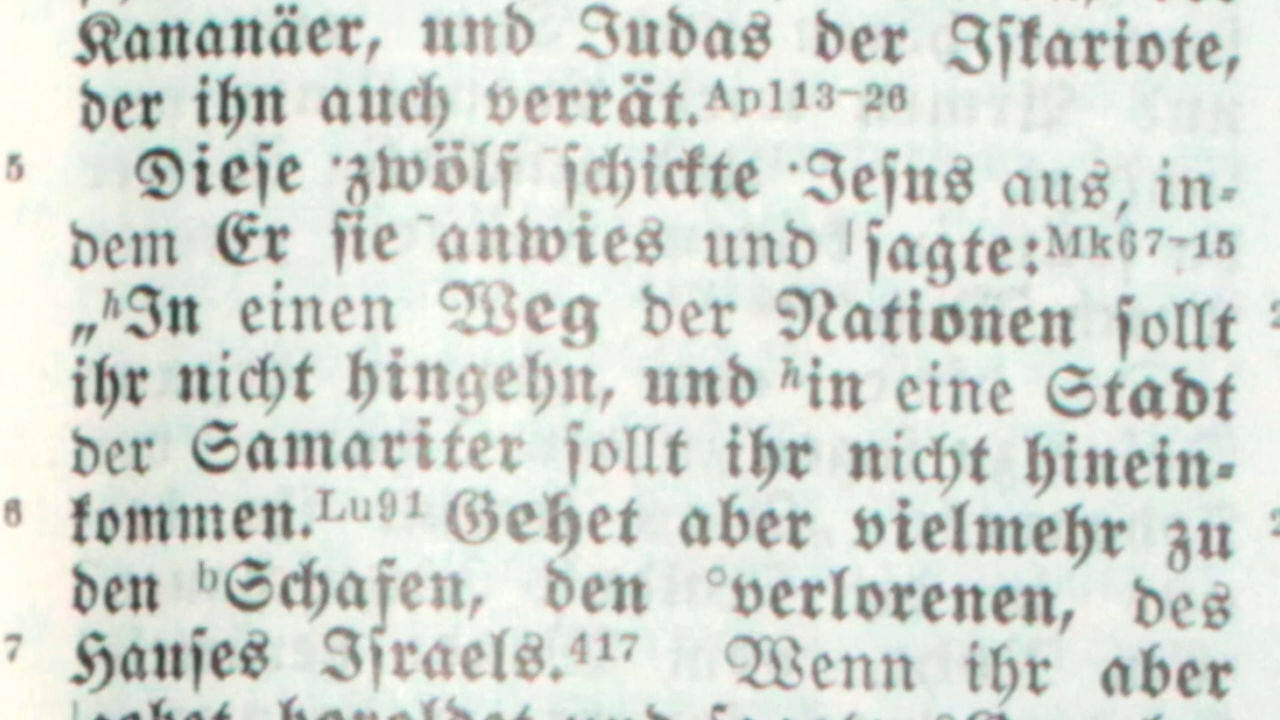 Kananäer, und Judas der Iskariote,
der ihn auch verrät.Ap113-26
5 Diese ·zwölf ‾schickte ·Jesus aus, in-
dem Er sie ‾anwies und |sagte:Mk67-15
„hIn einen Weg der Nationen sollt
ihr nicht hingehn, und hin eine Stadt
der Samariter sollt ihr nicht hinein-
6 kommen.Lu91 Gehet aber vielmehr zu
den bSchafen, den °verlorenen, des
7 Hauses Israels.417 Wenn ihr aber